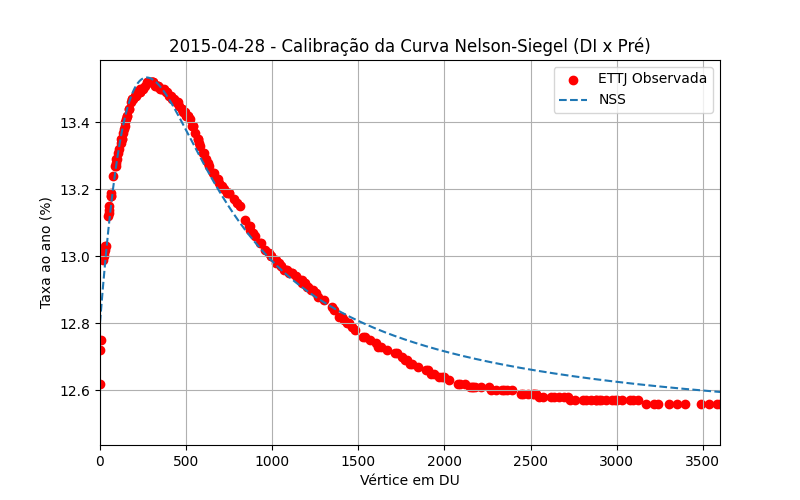 2015-04-28 - Calibração da Curva Nelson-Siegel (DI x Pré)
ETTJ Observada
NSS
Taxa ao ano (%)
13.4
13.2
13.0
12.8
12.6
0 500 1000 1500 2000 2500 3000 3500
Vértice em DU